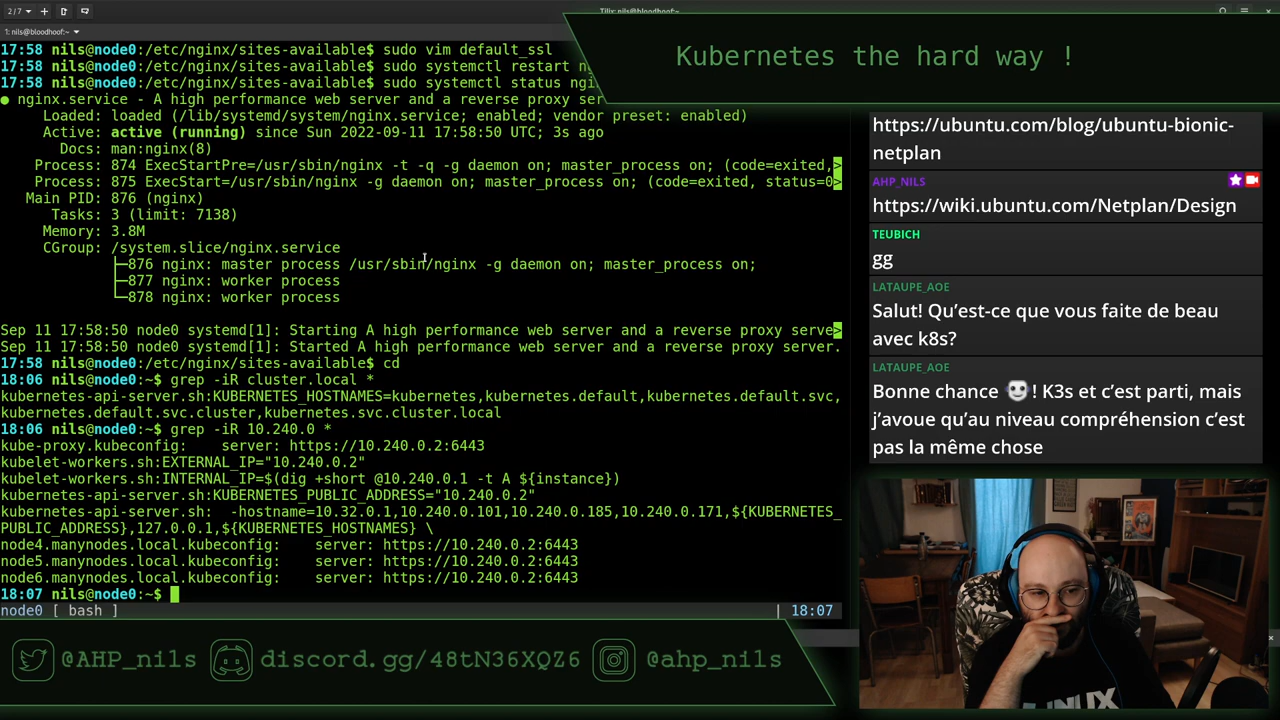 2/7
Tilix: nils@bloodhoof:~
1: nils@bloodhoof:~
17:58 nils@node0:/etc/nginx/sites-available$ sudo vim default_ssl
17:58 nils@node0:/etc/nginx/sites-available$ sudo systemctl restart n
17:58 nils@node0:/etc/nginx/sites-available$ sudo systemctl status ngi
● nginx.service - A high performance web server and a reverse proxy ser
Loaded: loaded (/lib/systemd/system/nginx.service; enabled; vendor preset: enabled)
Active: active (running) since Sun 2022-09-11 17:58:50 UTC; 3s ago
Docs: man:nginx(8)
Process: 874 ExecStartPre=/usr/sbin/nginx -t -q -g daemon on; master_process on; (code=exited,>
Process: 875 ExecStart=/usr/sbin/nginx -g daemon on; master_process on; (code=exited, status=0>
Main PID: 876 (nginx)
Tasks: 3 (limit: 7138)
Memory: 3.8M
CGroup: /system.slice/nginx.service
├─876 nginx: master process /usr/sbin/nginx -g daemon on; master_process on;
├─877 nginx: worker process
└─878 nginx: worker process
Sep 11 17:58:50 node0 systemd[1]: Starting A high performance web server and a reverse proxy serve>
Sep 11 17:58:50 node0 systemd[1]: Started A high performance web server and a reverse proxy server.
17:58 nils@node0:/etc/nginx/sites-available$ cd
18:06 nils@node0:~$ grep -iR cluster.local *
kubernetes-api-server.sh:KUBERNETES_HOSTNAMES=kubernetes,kubernetes.default,kubernetes.default.svc,
kubernetes.default.svc.cluster,kubernetes.svc.cluster.local
18:06 nils@node0:~$ grep -iR 10.240.0 *
kube-proxy.kubeconfig:    server: https://10.240.0.2:6443
kubelet-workers.sh:EXTERNAL_IP="10.240.0.2"
kubelet-workers.sh:INTERNAL_IP=$(dig +short @10.240.0.1 -t A ${instance})
kubernetes-api-server.sh:KUBERNETES_PUBLIC_ADDRESS="10.240.0.2"
kubernetes-api-server.sh:  -hostname=10.32.0.1,10.240.0.101,10.240.0.185,10.240.0.171,${KUBERNETES_
PUBLIC_ADDRESS},127.0.0.1,${KUBERNETES_HOSTNAMES} \
node4.manynodes.local.kubeconfig:    server: https://10.240.0.2:6443
node5.manynodes.local.kubeconfig:    server: https://10.240.0.2:6443
node6.manynodes.local.kubeconfig:    server: https://10.240.0.2:6443
18:07 nils@node0:~$
node0 [ bash ] | 18:07
Kubernetes the hard way !
https://ubuntu.com/blog/ubuntu-bionic-
netplan
AHP_NILS
https://wiki.ubuntu.com/Netplan/Design
TEUBICH
gg
LATAUPE_AOE
Salut! Qu’est-ce que vous faite de beau
avec k8s?
LATAUPE_AOE
Bonne chance ! K3s et c’est parti, mais
j’avoue qu’au niveau compréhension c’est
pas la même chose
LINUX
@AHP_nils discord.gg/48tN36XQZ6 @ahp_nils